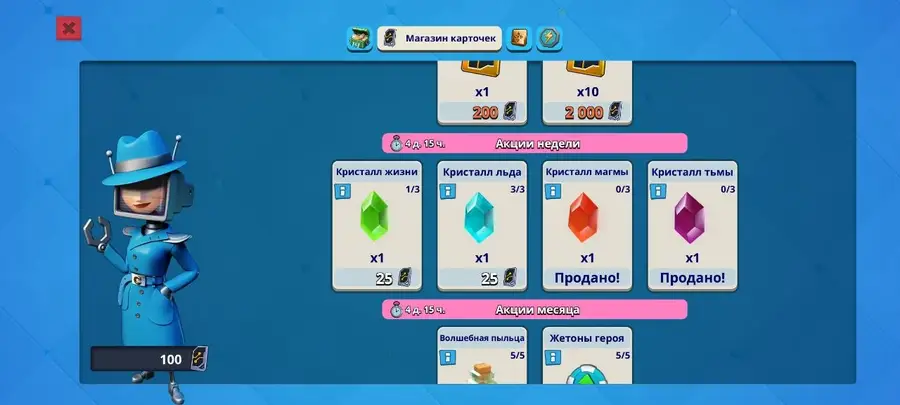 Магазин карточек
x1
x10
200
2 000
4 д. 15 ч.
Акции недели
Кристалл жизни
1/3
x1
25
Кристалл льда
3/3
x1
25
Кристалл магмы
0/3
x1
Продано!
Кристалл тьмы
0/3
x1
Продано!
4 д. 15 ч.
Акции месяца
Волшебная пыльца
5/5
Жетоны героя
5/5
100